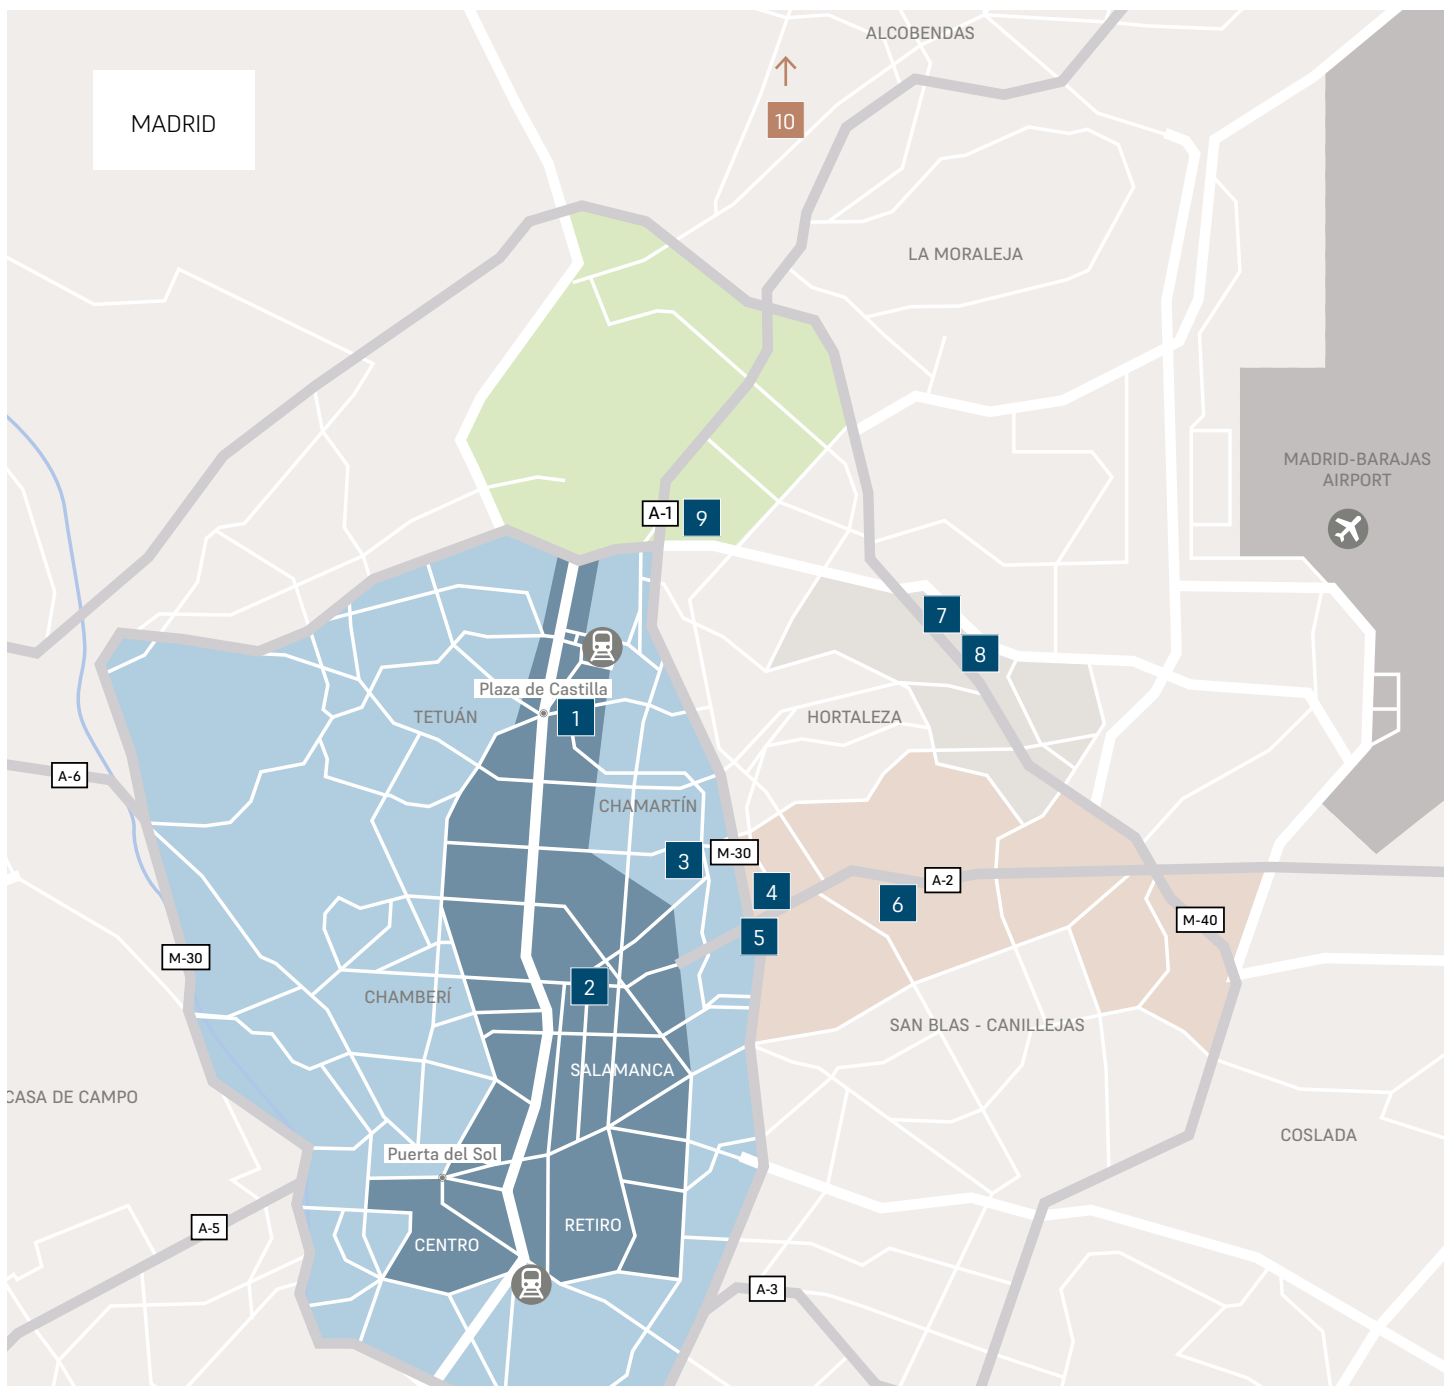 ALCOBENDAS
MADRID
10
LA MORALEJA
MADRID-BARAJAS
AIRPORT
A-1
9
7
8
Plaza de Castilla
1
TETUÁN
HORTALEZA
A-6
CHAMARTÍN
3
M-30
4
A-2
6
M-40
5
M-30
2
CHAMBERÍ
SAN BLAS - CANILLEJAS
SALAMANCA
CASA DE CAMPO
COSLADA
Puerta del Sol
A-5
RETIRO
CENTRO
A-3